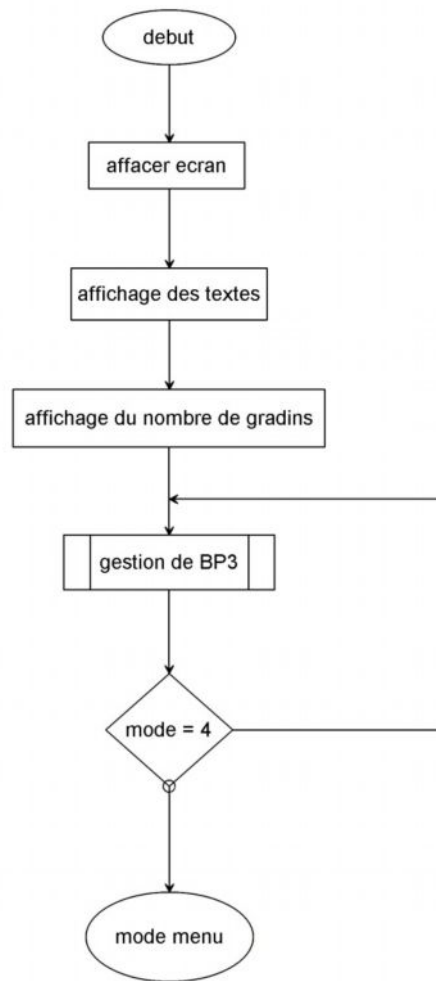 debut
affacer ecran
affichage des textes
affichage du nombre de gradins
gestion de BP3
mode = 4
mode menu